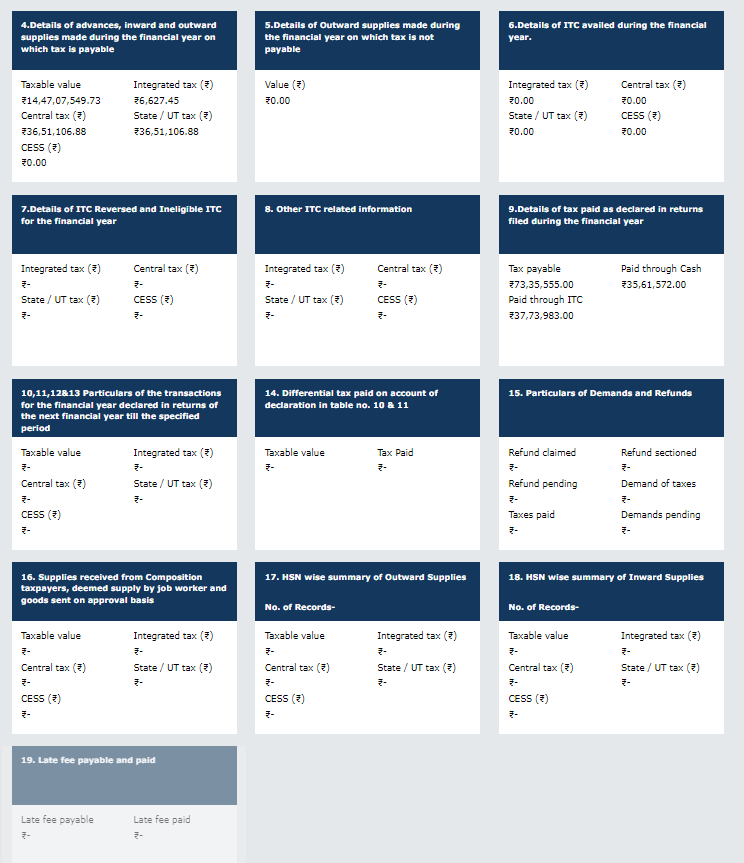 4.Details of advances, inward and outward
supplies made during the financial year on
which tax is payable
Taxable value Integrated tax (₹)
₹14,47,07,549.73 ₹6,627.45
Central tax (₹) State / UT tax (₹)
₹36,51,106.88 ₹36,51,106.88
CESS (₹)
₹0.00
5.Details of Outward supplies made during
the financial year on which tax is not
payable
Value (₹)
₹0.00
6.Details of ITC availed during the financial
year.
Integrated tax (₹) Central tax (₹)
₹0.00 ₹0.00
State / UT tax (₹) CESS (₹)
₹0.00 ₹0.00
7.Details of ITC Reversed and Ineligible ITC
for the financial year
Integrated tax (₹) Central tax (₹)
₹- ₹-
State / UT tax (₹) CESS (₹)
₹- ₹-
8. Other ITC related information
Integrated tax (₹) Central tax (₹)
₹- ₹-
State / UT tax (₹) CESS (₹)
₹- ₹-
9.Details of tax paid as declared in returns
filed during the financial year
Tax payable Paid through Cash
₹73,35,555.00 ₹35,61,572.00
Paid through ITC
₹37,73,983.00
10,11,12&13 Particulars of the transactions
for the financial year declared in returns of
the next financial year till the specified
period
Taxable value Integrated tax (₹)
₹- ₹-
Central tax (₹) State / UT tax (₹)
₹- ₹-
CESS (₹)
₹-
14. Differential tax paid on account of
declaration in table no. 10 & 11
Taxable value Tax Paid
₹- ₹-
15. Particulars of Demands and Refunds
Refund claimed Refund sectioned
₹- ₹-
Refund pending Demand of taxes
₹- ₹-
Taxes paid Demands pending
₹- ₹-
16. Supplies received from Composition
taxpayers, deemed supply by job worker and
goods sent on approval basis
Taxable value Integrated tax (₹)
₹- ₹-
Central tax (₹) State / UT tax (₹)
₹- ₹-
CESS (₹)
₹-
17. HSN wise summary of Outward Supplies
No. of Records-
Taxable value Integrated tax (₹)
₹- ₹-
Central tax (₹) State / UT tax (₹)
₹- ₹-
CESS (₹)
₹-
18. HSN wise summary of Inward Supplies
No. of Records-
Taxable value Integrated tax (₹)
₹- ₹-
Central tax (₹) State / UT tax (₹)
₹- ₹-
CESS (₹)
₹-
19. Late fee payable and paid
Late fee payable Late fee paid
₹- ₹-